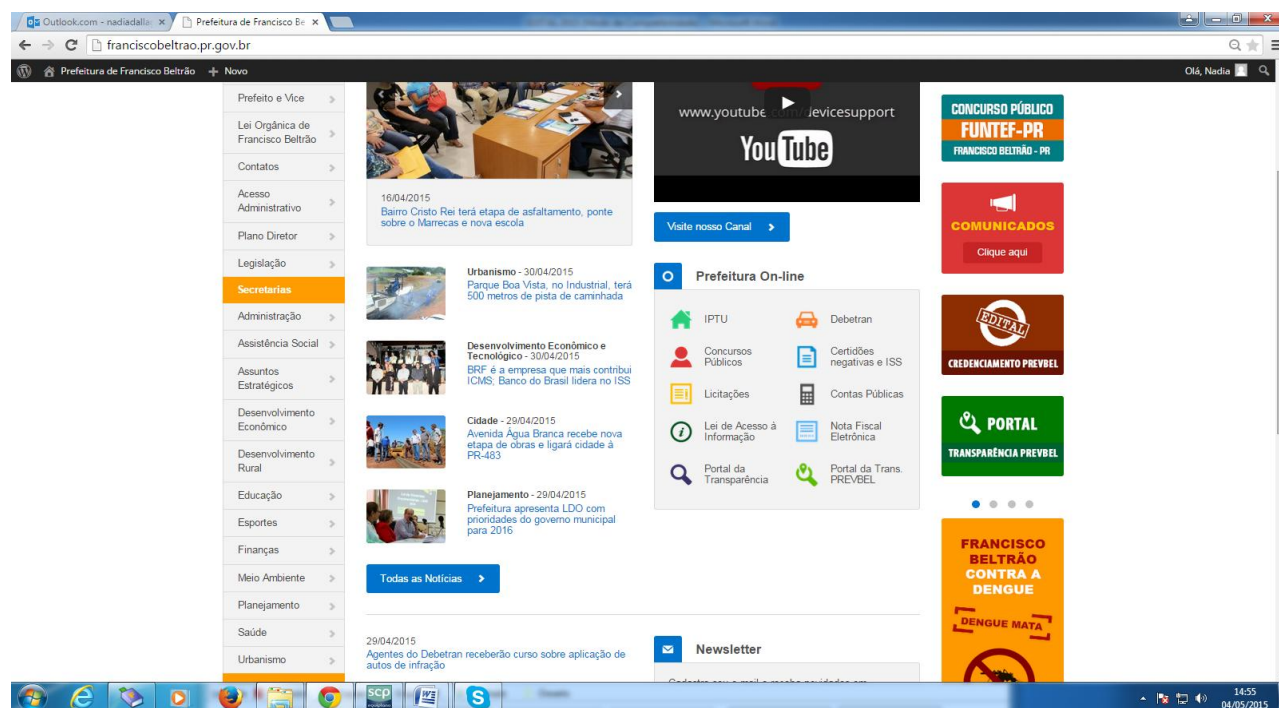 Outlook.com - nadiadalla
Prefeitura de Francisco Be
franciscobeltrao.pr.gov.br
Prefeitura de Francisco Beltrão
Novo
Olá, Nadia
Prefeito e Vice
Lei Orgânica de
Francisco Beltrão
Contatos
Acesso
Administrativo
Plano Diretor
Legislação
Secretarias
Administração
Assistência Social
Assuntos
Estratégicos
Desenvolvimento
Econômico
Desenvolvimento
Rural
Educação
Esportes
Finanças
Meio Ambiente
Planejamento
Saúde
Urbanismo
16/04/2015
Bairro Cristo Rei terá etapa de asfaltamento, ponte
sobre o Marrecas e nova escola
Urbanismo - 30/04/2015
Parque Boa Vista, no Industrial, terá
500 metros de pista de caminhada
Desenvolvimento Econômico e
Tecnológico - 30/04/2015
BRF é a empresa que mais contribui
ICMS; Banco do Brasil lidera no ISS
Cidade - 29/04/2015
Avenida Água Branca recebe nova
etapa de obras e ligará cidade à
PR-483
Planejamento - 29/04/2015
Prefeitura apresenta LDO com
prioridades do governo municipal
para 2016
Todas as Notícias
29/04/2015
Agentes do Debetran receberão curso sobre aplicação de
autos de infração
www.youtube devicesupport
YouTube
Visite nosso Canal
Prefeitura On-line
IPTU
Debetran
Concursos
Públicos
Certidões
negativas e ISS
Licitações
Contas Públicas
Lei de Acesso à
Informação
Nota Fiscal
Eletrônica
Portal da
Transparência
Portal da Trans.
PREVBEL
Newsletter
CONCURSO PÚBLICO
FUNTEF-PR
FRANCISCO BELTRÃO - PR
COMUNICADOS
Clique aqui
EDITAL
CREDENCIAMENTO PREVBEL
PORTAL
TRANSPARÊNCIA PREVBEL
FRANCISCO
BELTRÃO
CONTRA A
DENGUE
DENGUE MATA
scp
14:55
04/05/2015